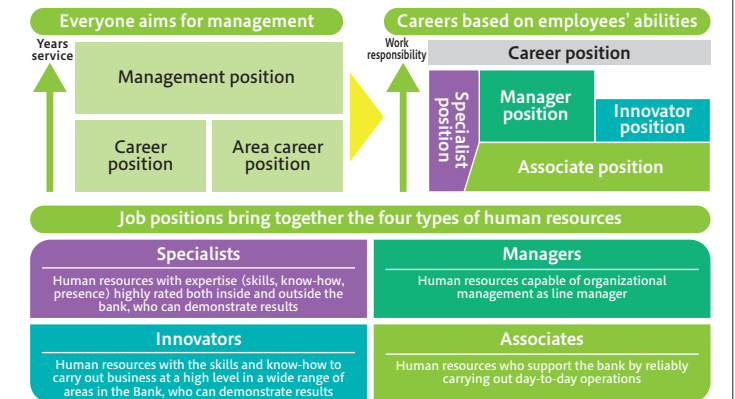 Everyone aims for management
Careers based on employees' abilities
Years
service
Management position
Career
position
Area career
position
Work
responsibility
Career position
Specialist
position
Manager
position
Innovator
position
Associate position
Job positions bring together the four types of human resources
Specialists
Human resources with expertise (skills, know-how,
presence) highly rated both inside and outside the
bank, who can demonstrate results
Managers
Human resources capable of organizational
management as line manager
Innovators
Human resources with the skills and know-how to
carry out business at a high level in a wide range of
areas in the Bank, who can demonstrate results
Associates
Human resources who support the bank by reliably
carrying out day-to-day operations